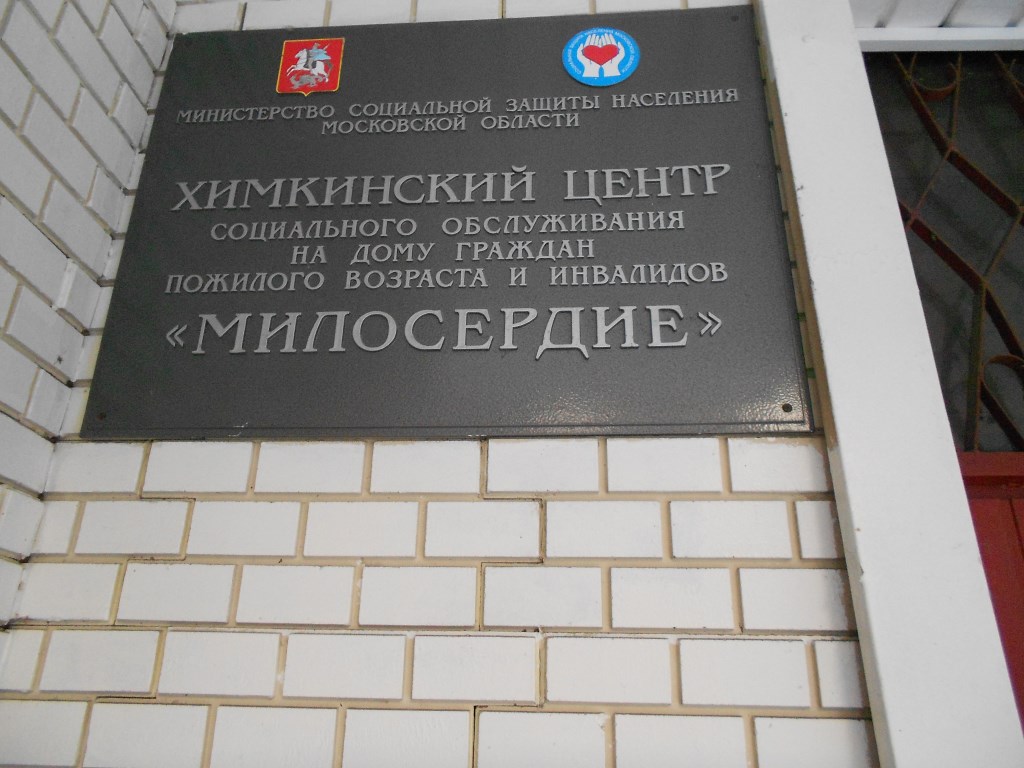 МИНИСТЕРСТВО СОЦИАЛЬНОЙ ЗАЩИТЫ НАСЕЛЕНИЯ
МОСКОВСКОЙ ОБЛАСТИ
ХИМКИНСКИЙ ЦЕНТР
СОЦИАЛЬНОГО ОБСЛУЖИВАНИЯ
НА ДОМУ ГРАЖДАН
ПОЖИЛОГО ВОЗРАСТА И ИНВАЛИДОВ
«МИЛОСЕРДИЕ»